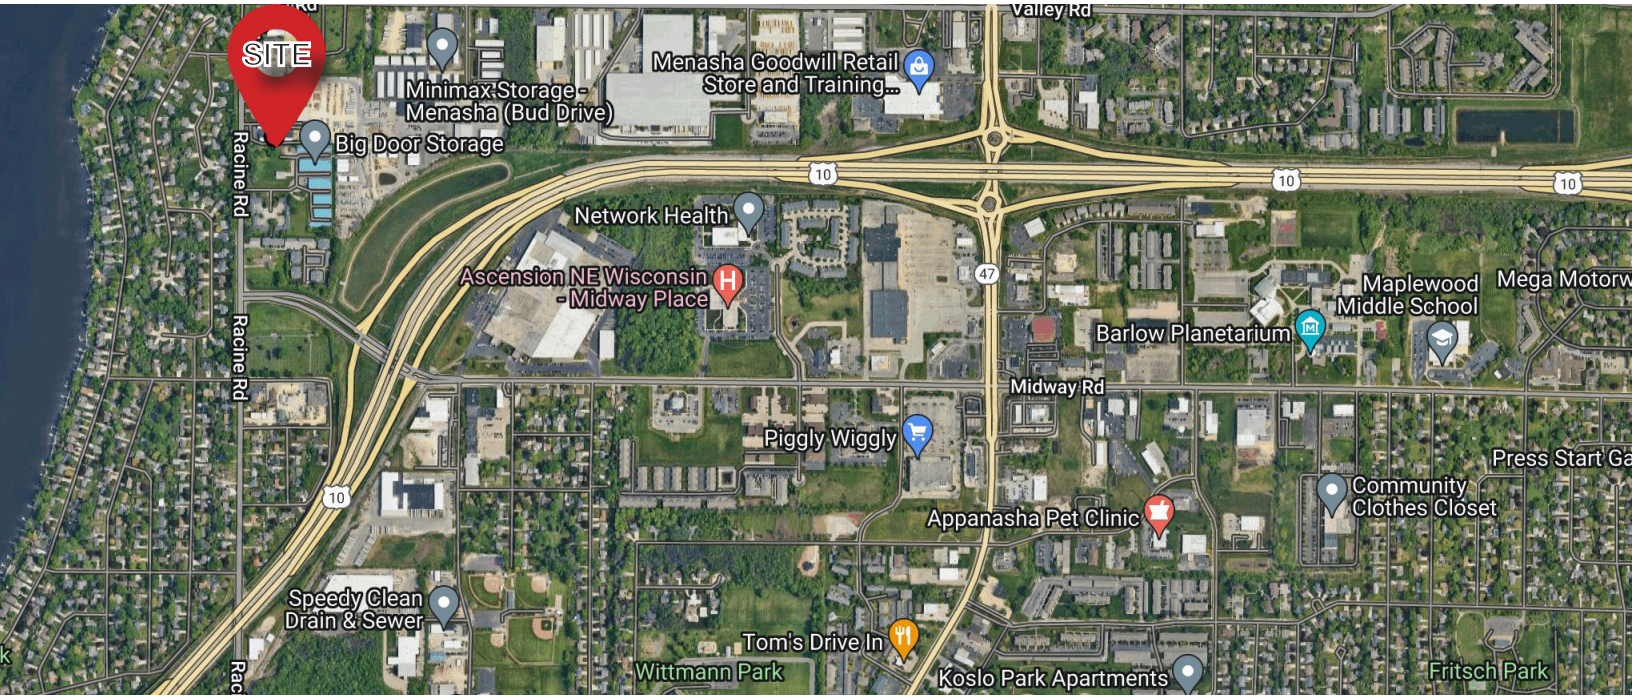 Rd
Valley Rd
SITE
Menasha Goodwill Retail
Store and Training...
Minimax Storage -
Menasha (Bud Drive)
Big Door Storage
Racine Rd
10
10
10
Network Health
Ascension NE Wisconsin
- Midway Place
H
47
Maplewood
Middle School
Mega Motorw
Barlow Planetarium
M
Racine Rd
Midway Rd
Piggly Wiggly
Press Start Ga
10
Community
Clothes Closet
Appanasha Pet Clinic
Speedy Clean
Drain & Sewer
Tom's Drive In
k
Wittmann Park
Koslo Park Apartments
Fritsch Park
Raci